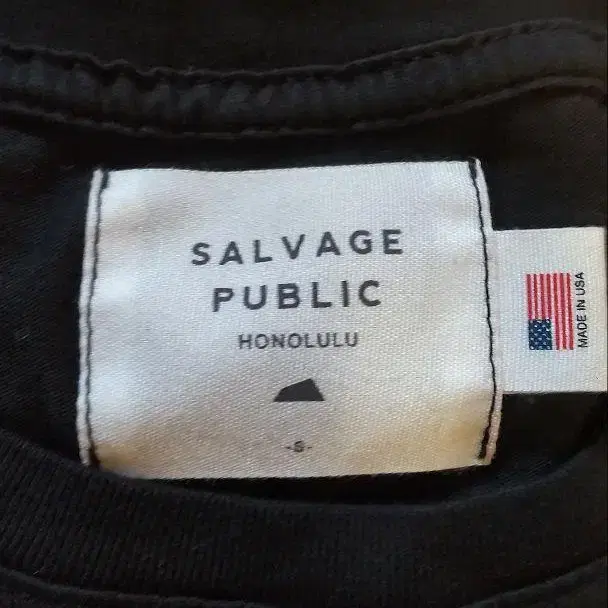 SALVAGE
PUBLIC
HONOLULU
-S-
MADE IN USA